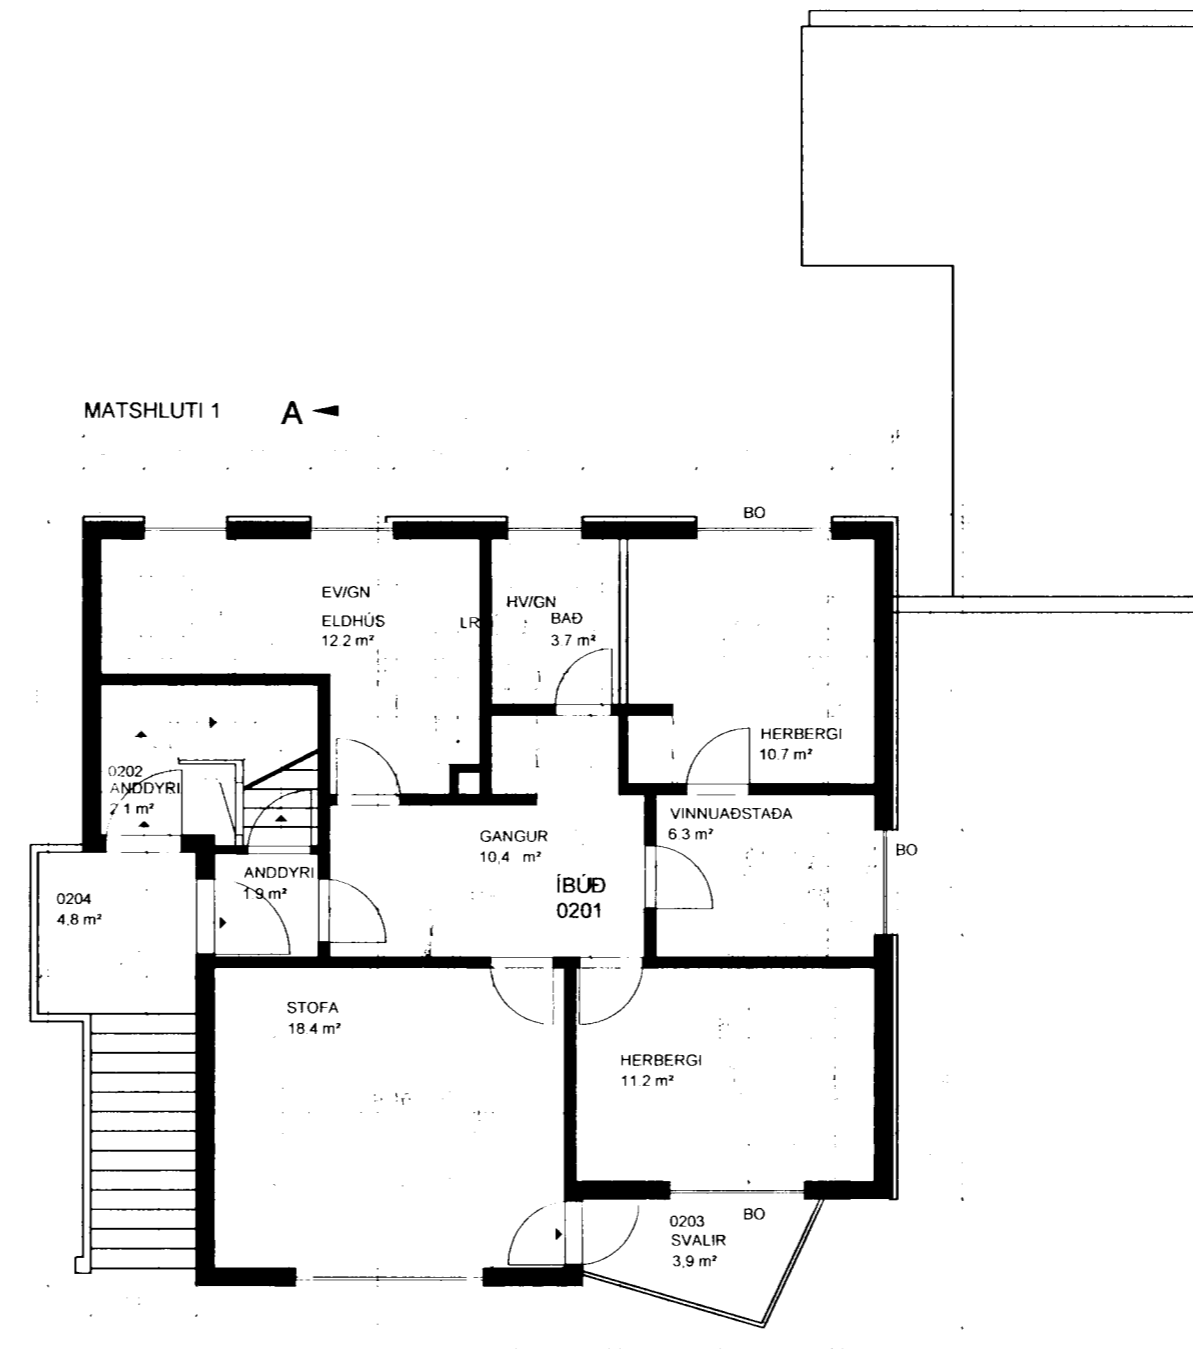 MATSHLUTI 1
A
BO
EV/GN
ELDHÚS
12.2 m²
LR
HV/GN
BAÐ
3.7 m²
HERBERGI
10.7 m²
0202
ANDDYRI
2.1 m²
VINNUAÐSTAÐA
6.3 m²
GANGUR
10,4 m²
BO
ANDDYRI
1.9 m²
ÍBÚÐ
0201
0204
4,8 m²
STOFA
18.4 m²
HERBERGI
11.2 m²
BO
0203
SVALIR
3,9 m²